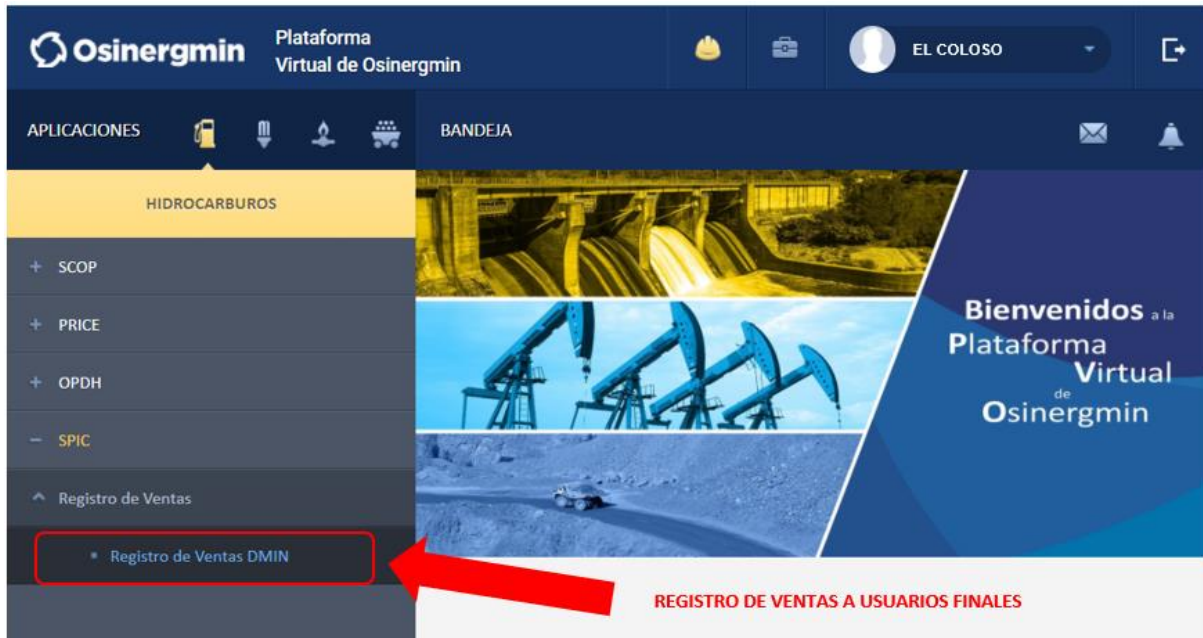 Osinergmin
Plataforma
Virtual de Osinergmin
EL COLOSO
APLICACIONES
BANDEJA
HIDROCARBUROS
+ SCOP
+ PRICE
+ OPDH
− SPIC
Registro de Ventas
Registro de Ventas DMIN
Bienvenidos a la
Plataforma
Virtual
de
Osinergmin
REGISTRO DE VENTAS A USUARIOS FINALES